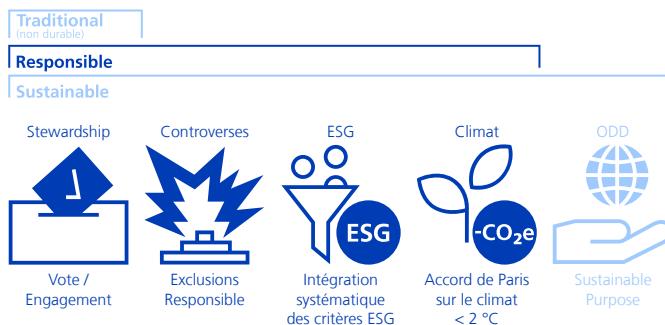 Traditional
(non durable)
Responsible
Sustainable
Stewardship
Controverses
ESG
Climat
ODD
ESG
-CO₂e
Vote /
Engagement
Exclusions
Responsible
Intégration
systématique
des critères ESG
Accord de Paris
sur le climat
< 2 °C
Sustainable
Purpose